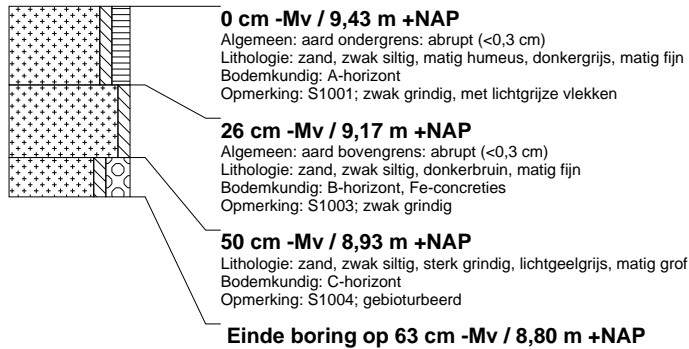 0 cm -Mv / 9,43 m +NAP
Algemeen: aard ondergrens: abrupt (<0,3 cm)
Lithologie: zand, zwak siltig, matig humeus, donkergrijs, matig fijn
Bodemkundig: A-horizont
Opmerking: S1001; zwak grindig, met lichtgrijze vlekken
26 cm -Mv / 9,17 m +NAP
Algemeen: aard bovengrens: abrupt (<0,3 cm)
Lithologie: zand, zwak siltig, donkerbruin, matig fijn
Bodemkundig: B-horizont, Fe-concreties
Opmerking: S1003; zwak grindig
50 cm -Mv / 8,93 m +NAP
Lithologie: zand, zwak siltig, sterk grindig, lichtgeelgrijs, matig grof
Bodemkundig: C-horizont
Opmerking: S1004; gebioturbeerd
Einde boring op 63 cm -Mv / 8,80 m +NAP